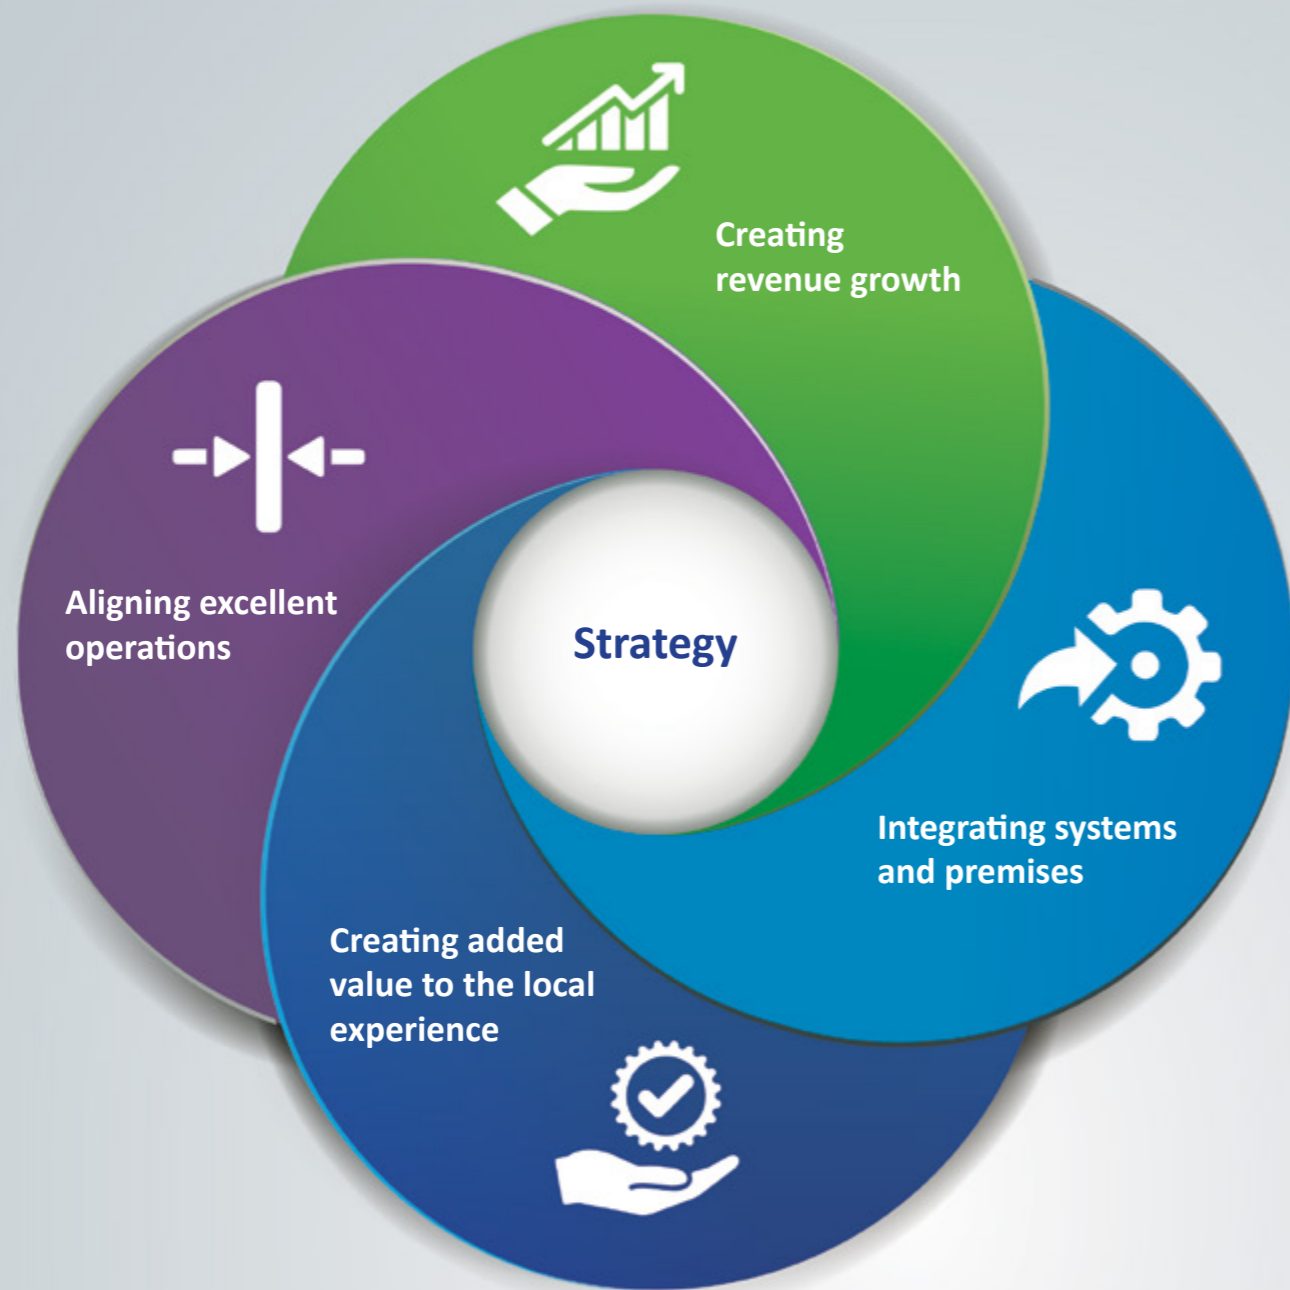 Creating
revenue growth
Aligning excellent
operations
Strategy
Integrating systems
and premises
Creating added
value to the local
experience